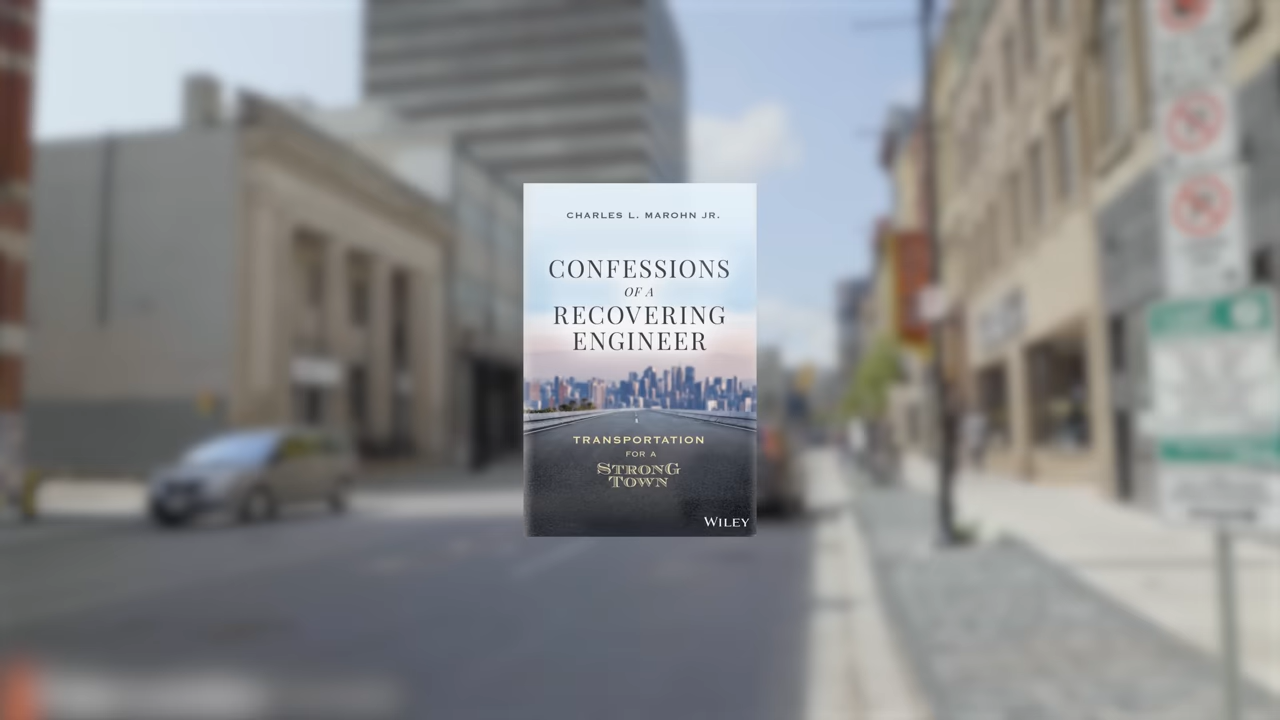 CHARLES L. MAROHN JR.
CONFESSIONS
OF A
RECOVERING
ENGINEER
TRANSPORTATION
FOR A
STRONG
TOWN
WILEY